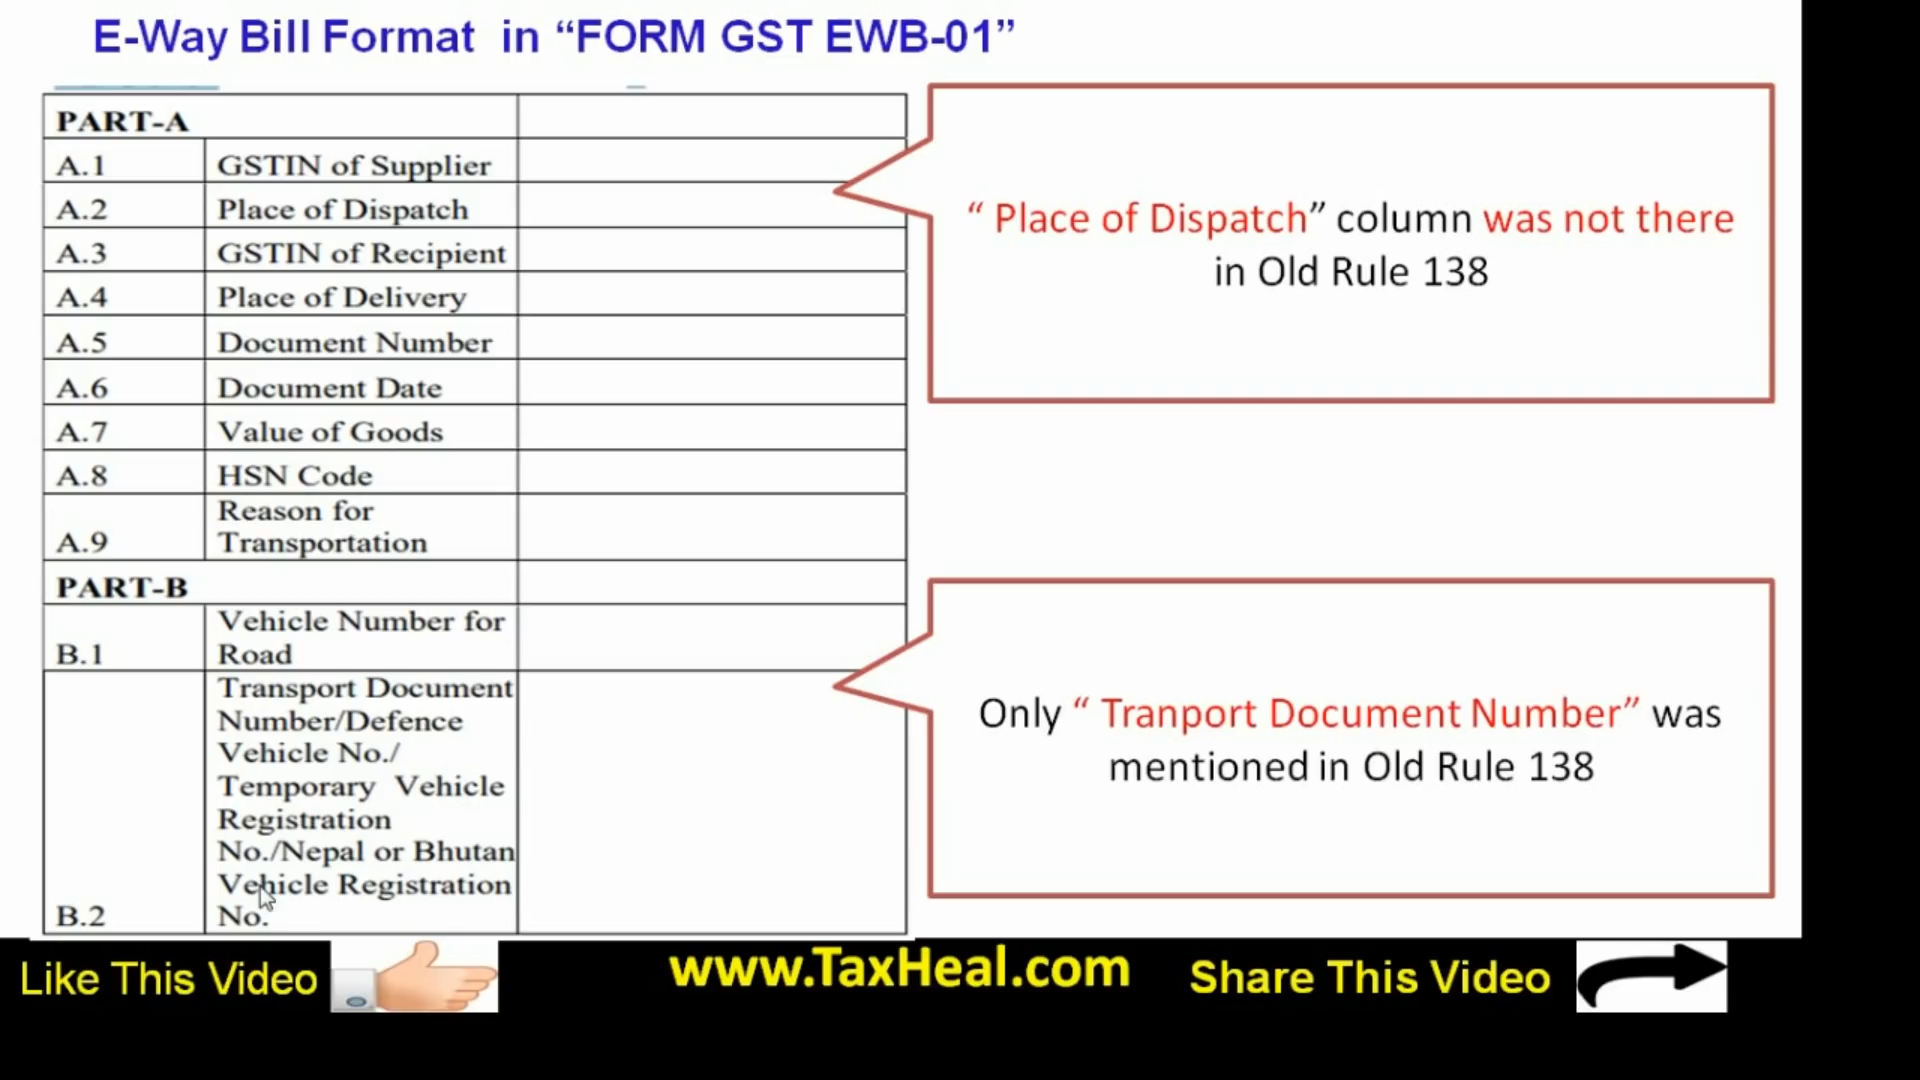 E-Way Bill Format in “FORM GST EWB-01”
PART-A
A.1 GSTIN of Supplier
A.2 Place of Dispatch
A.3 GSTIN of Recipient
A.4 Place of Delivery
A.5 Document Number
A.6 Document Date
A.7 Value of Goods
A.8 HSN Code
Reason for
A.9 Transportation
PART-B
Vehicle Number for
B.1 Road
Transport Document
Number/Defence
Vehicle No./
Temporary Vehicle
Registration
No./Nepal or Bhutan
Vehicle Registration
B.2 No.
“ Place of Dispatch” column was not there
in Old Rule 138
Only “ Tranport Document Number” was
mentioned in Old Rule 138
Like This Video
www.TaxHeal.com
Share This Video